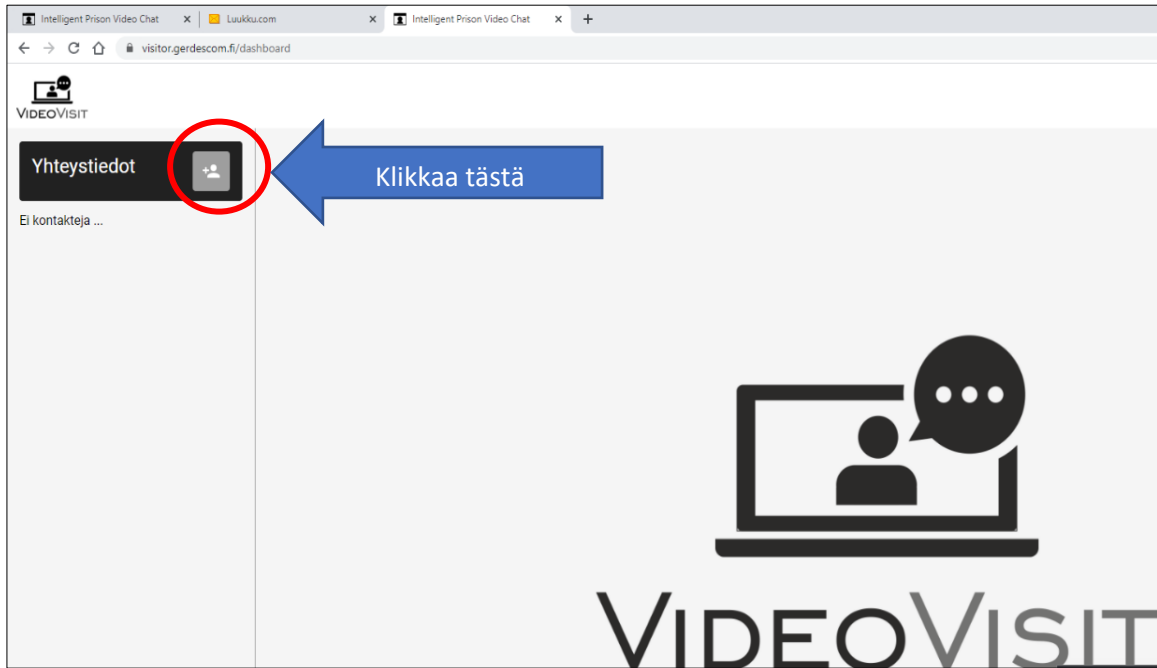 Intelligent Prison Video Chat
Luukku.com
Intelligent Prison Video Chat
visitor.gerdescom.fi/dashboard
VIDEOVISIT
Yhteystiedot
Klikkaa tästä
Ei kontakteja ...
VIDEOVISIT